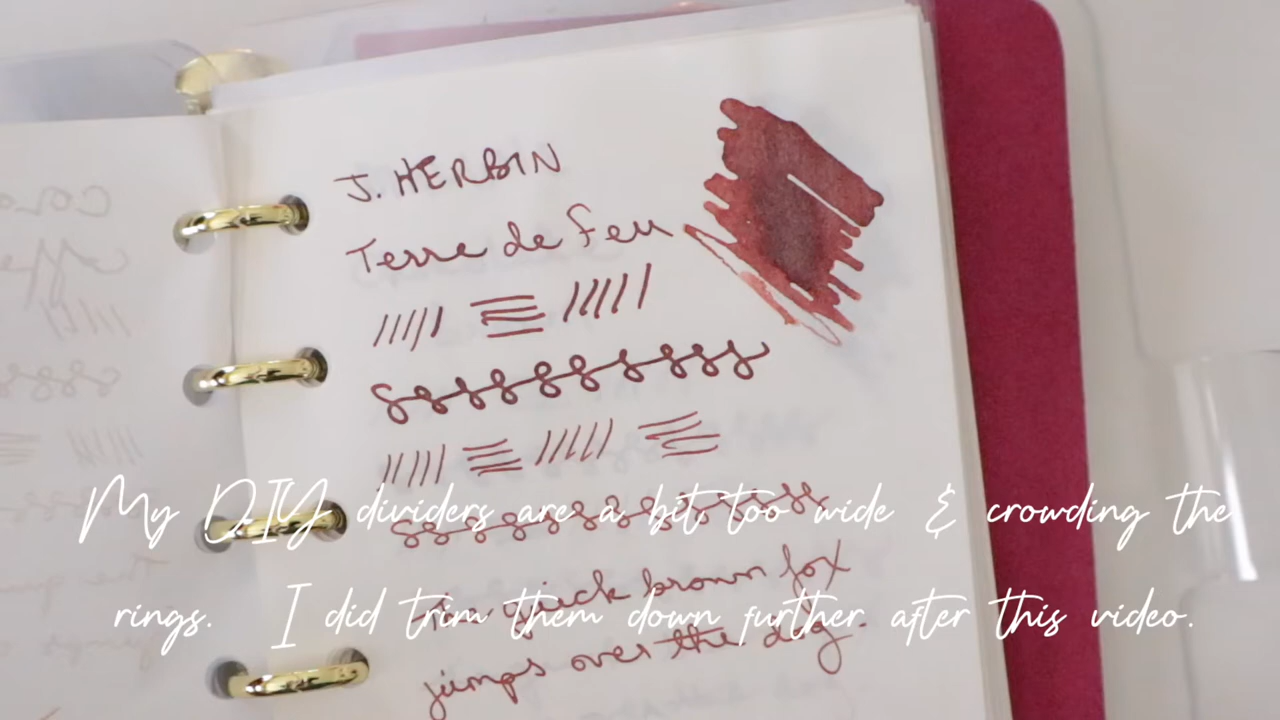 J. HERBIN
Terre de Feu
My DIY dividers are a bit too wide & crowding the
rings. I did trim them down further after this video.
The quick brown fox
jumps over the dog.